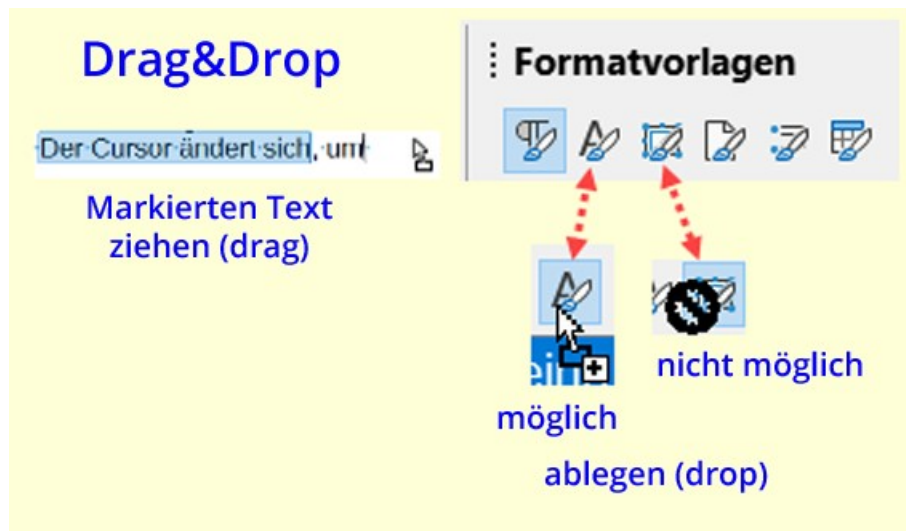 Drag&Drop
Der Cursor ändert sich, um
Markierten Text
ziehen (drag)
Formatvorlagen
nicht möglich
möglich
ablegen (drop)